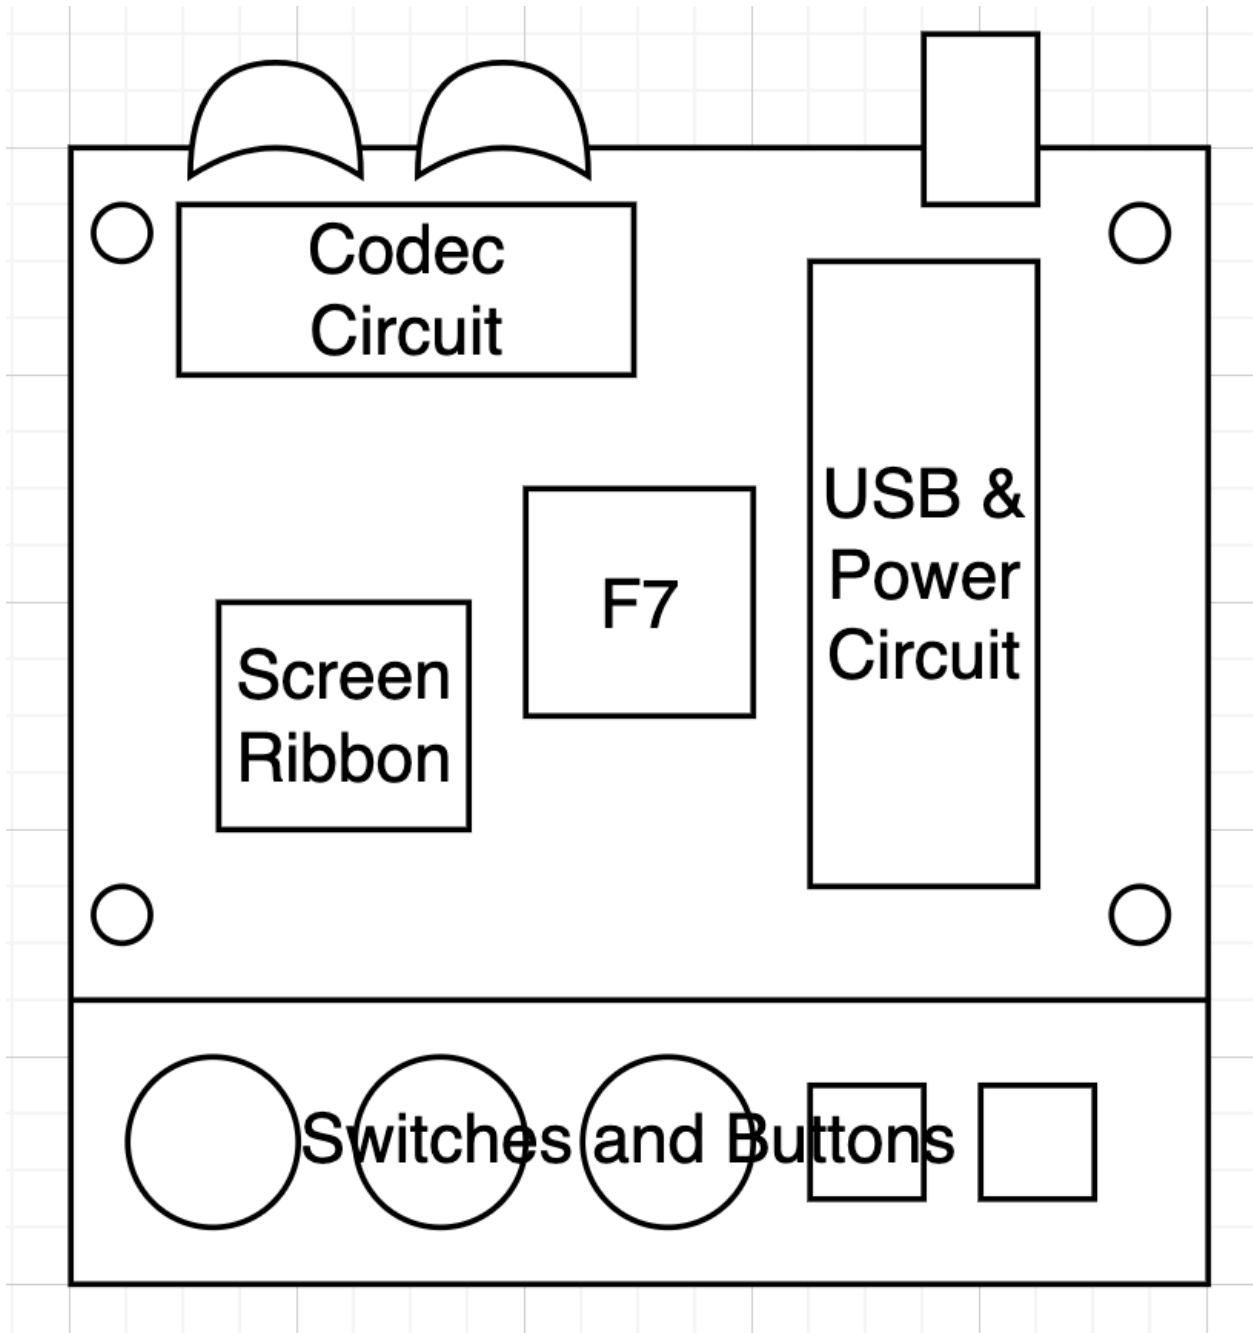 Codec
Circuit
USB &
Power
Circuit
F7
Screen
Ribbon
Switches and Buttons